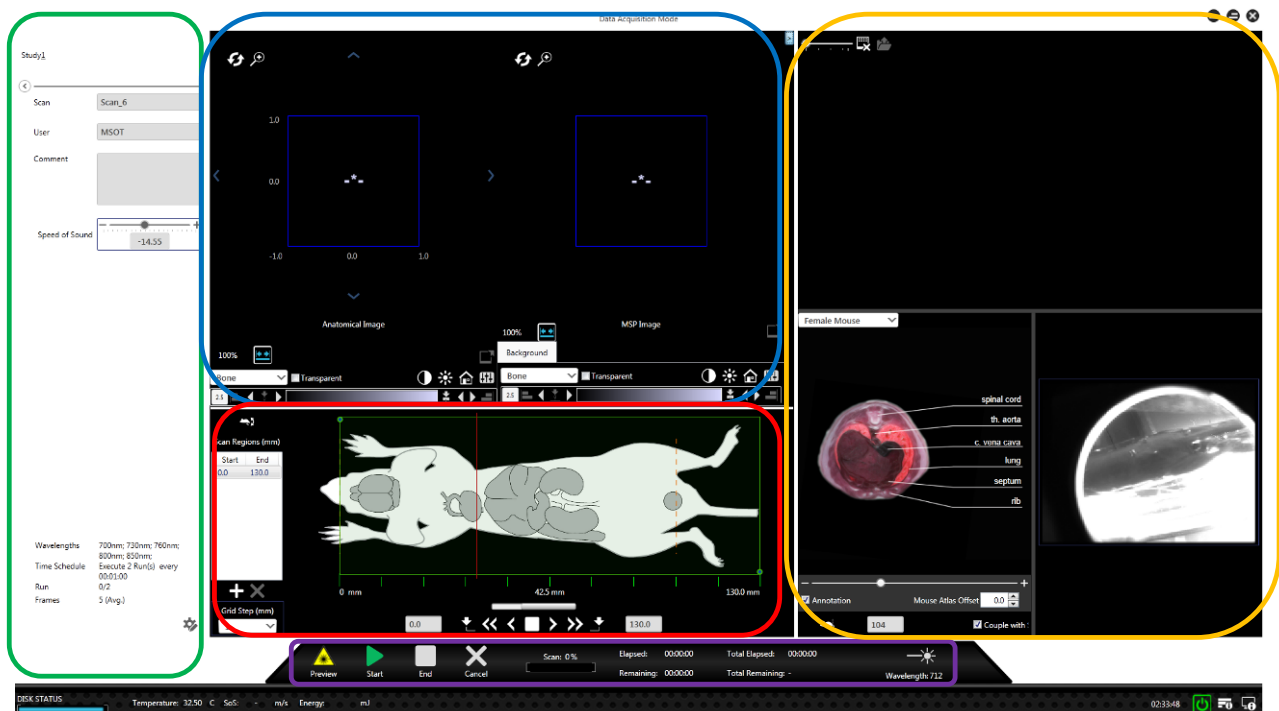 Data Acquisition Mode
Study1
Scan
Scan_6
User
MSOT
Comment
Speed of Sound
-14.55
Wavelengths
700nm; 730nm; 760nm;
800nm; 850nm;
Time Schedule
Execute 2 Run(s) every
00:01:00
Run
0/2
Frames
5 (Avg.)
1.0
0.0
-1.0
0.0
1.0
Anatomical Image
100%
Bone
Transparent
2.5
MSP Image
100%
Background
Bone
Transparent
2.5
Scan Regions (mm)
Start End
0.0 130.0
Grid Step (mm)
0 mm
42.5 mm
130.0 mm
0.0
130.0
Female Mouse
spinal cord
th. aorta
c. vena cava
lung
septum
rib
Annotation
Mouse Atlas Offset
0.0
104
Couple with
Preview
Start
End
Cancel
Scan: 0%
Elapsed: 00:00:00
Total Elapsed: 00:00:00
Remaining: 00:00:00
Total Remaining: -
Wavelength: 712
DISK STATUS
Temperature: 32.50 C SoS: - m/s Energy: mJ
02:33:48